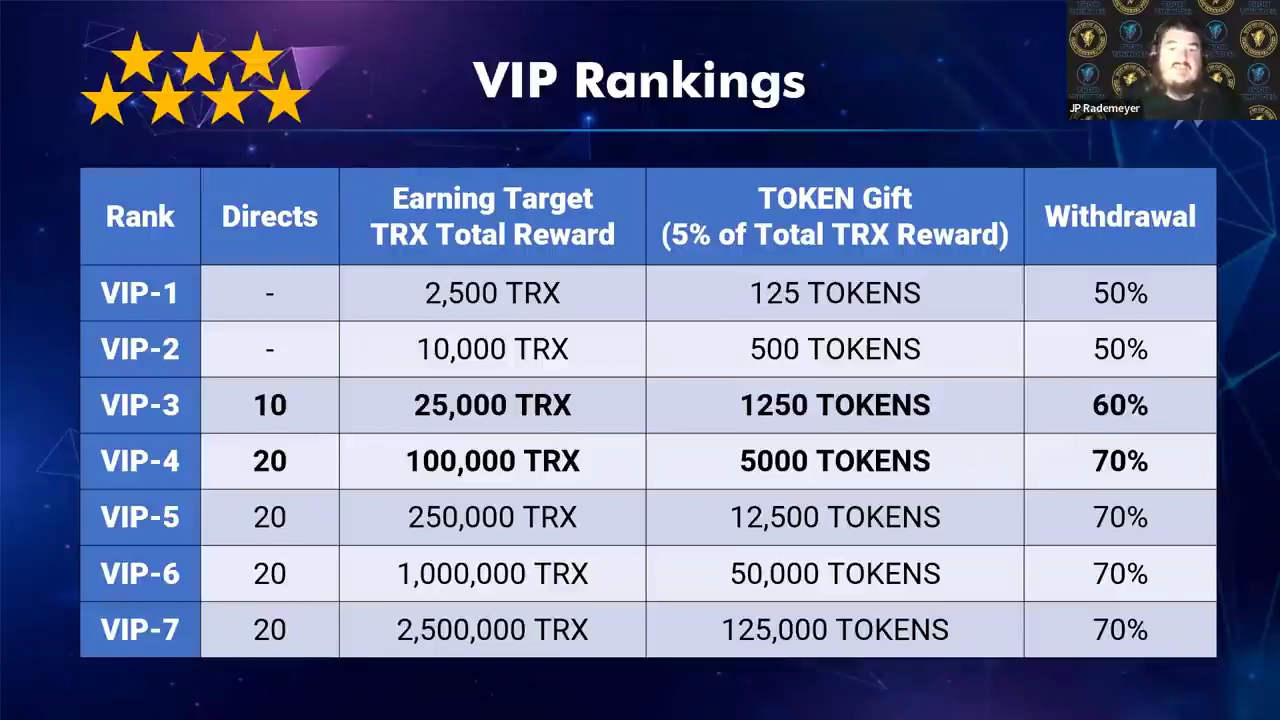 VIP Rankings
JP Rademeyer
Rank Directs Earning Target TRX Total Reward TOKEN Gift (5% of Total TRX Reward) Withdrawal
VIP-1 - 2,500 TRX 125 TOKENS 50%
VIP-2 - 10,000 TRX 500 TOKENS 50%
VIP-3 10 25,000 TRX 1250 TOKENS 60%
VIP-4 20 100,000 TRX 5000 TOKENS 70%
VIP-5 20 250,000 TRX 12,500 TOKENS 70%
VIP-6 20 1,000,000 TRX 50,000 TOKENS 70%
VIP-7 20 2,500,000 TRX 125,000 TOKENS 70%